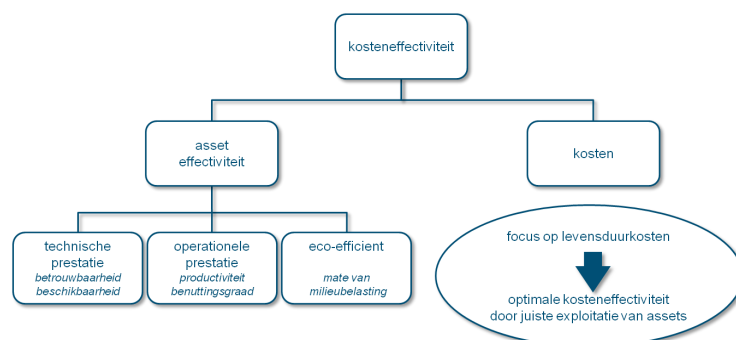 kosteneffectiviteit
asset
effectiviteit
kosten
technische
prestatie
betrouwbaarheid
beschikbaarheid
operationele
prestatie
productiviteit
benuttingsgraad
eco-efficient
mate van
milieubelasting
focus op levensduurkosten
optimale kosteneffectiviteit
door juiste exploitatie van assets